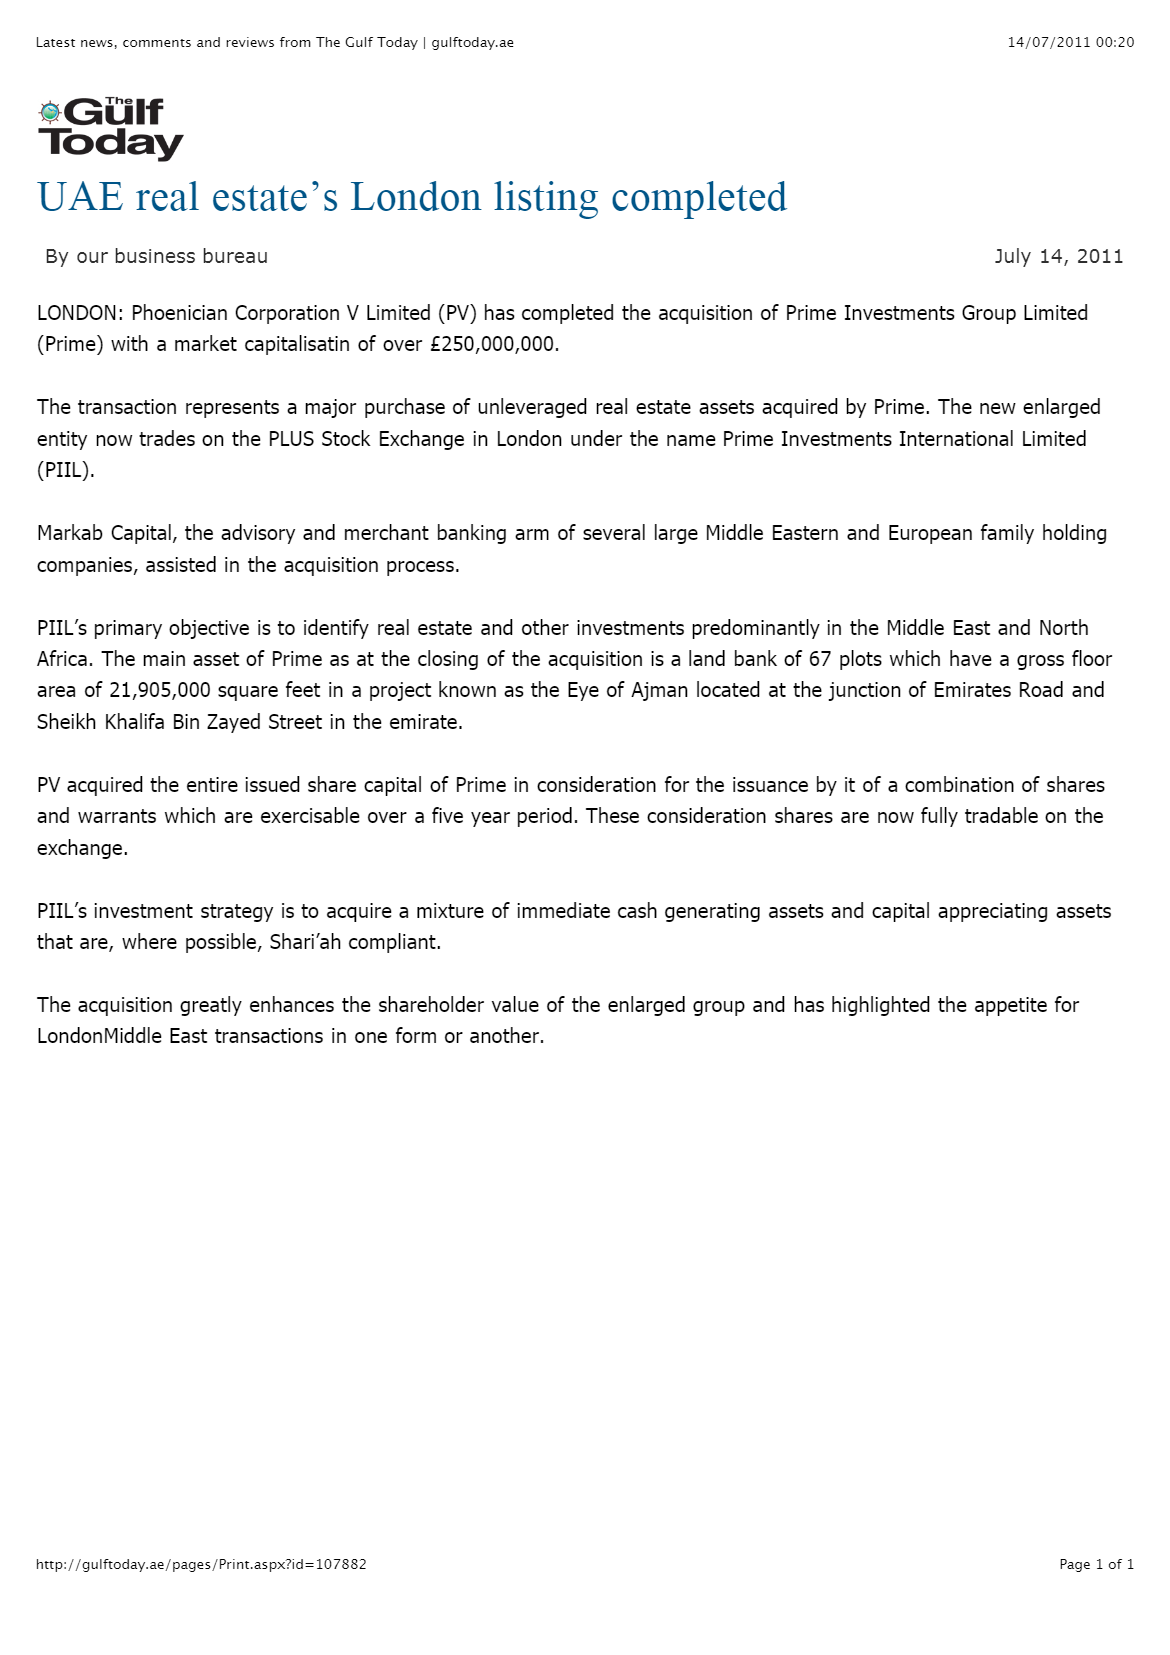 Latest news, comments and reviews from The Gulf Today | gulftoday.ae 14/07/2011 00:20
The Gulf
Today
UAE real estate’s London listing completed
By our business bureau July 14, 2011
LONDON: Phoenician Corporation V Limited (PV) has completed the acquisition of Prime Investments Group Limited
(Prime) with a market capitalisatin of over £250,000,000.
The transaction represents a major purchase of unleveraged real estate assets acquired by Prime. The new enlarged
entity now trades on the PLUS Stock Exchange in London under the name Prime Investments International Limited
(PIIL).
Markab Capital, the advisory and merchant banking arm of several large Middle Eastern and European family holding
companies, assisted in the acquisition process.
PIIL’s primary objective is to identify real estate and other investments predominantly in the Middle East and North
Africa. The main asset of Prime as at the closing of the acquisition is a land bank of 67 plots which have a gross floor
area of 21,905,000 square feet in a project known as the Eye of Ajman located at the junction of Emirates Road and
Sheikh Khalifa Bin Zayed Street in the emirate.
PV acquired the entire issued share capital of Prime in consideration for the issuance by it of a combination of shares
and warrants which are exercisable over a five year period. These consideration shares are now fully tradable on the
exchange.
PIIL’s investment strategy is to acquire a mixture of immediate cash generating assets and capital appreciating assets
that are, where possible, Shari’ah compliant.
The acquisition greatly enhances the shareholder value of the enlarged group and has highlighted the appetite for
LondonMiddle East transactions in one form or another.
http://gulftoday.ae/pages/Print.aspx?id=107882 Page 1 of 1